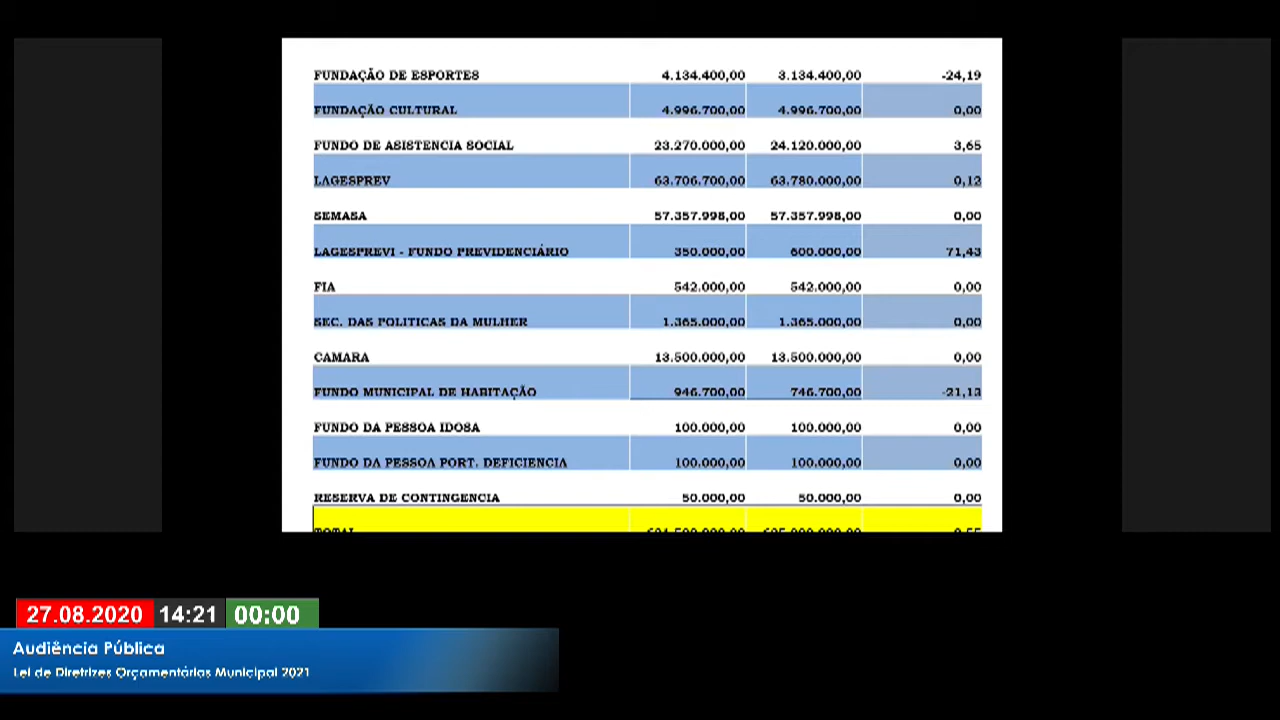 FUNDAÇÃO DE ESPORTES 4.134.400,00 3.134.400,00 -24,19
FUNDAÇÃO CULTURAL 4.996.700,00 4.996.700,00 0,00
FUNDO DE ASISTENCIA SOCIAL 23.270.000,00 24.120.000,00 3,65
LAGESPREV 63.706.700,00 63.780.000,00 0,12
SEMASA 57.357.998,00 57.357.998,00 0,00
LAGESPREVI - FUNDO PREVIDENCIÁRIO 350.000,00 600.000,00 71,43
FIA 542.000,00 542.000,00 0,00
SEC. DAS POLITICAS DA MULHER 1.365.000,00 1.365.000,00 0,00
CAMARA 13.500.000,00 13.500.000,00 0,00
FUNDO MUNICIPAL DE HABITAÇÃO 946.700,00 746.700,00 -21,13
FUNDO DA PESSOA IDOSA 100.000,00 100.000,00 0,00
FUNDO DA PESSOA PORT. DEFICIENCIA 100.000,00 100.000,00 0,00
RESERVA DE CONTINGENCIA 50.000,00 50.000,00 0,00
TOTAL
27.08.2020 14:21 00:00
Audiência Pública
Lei de Diretrizes Orçamentárias Municipal 2021